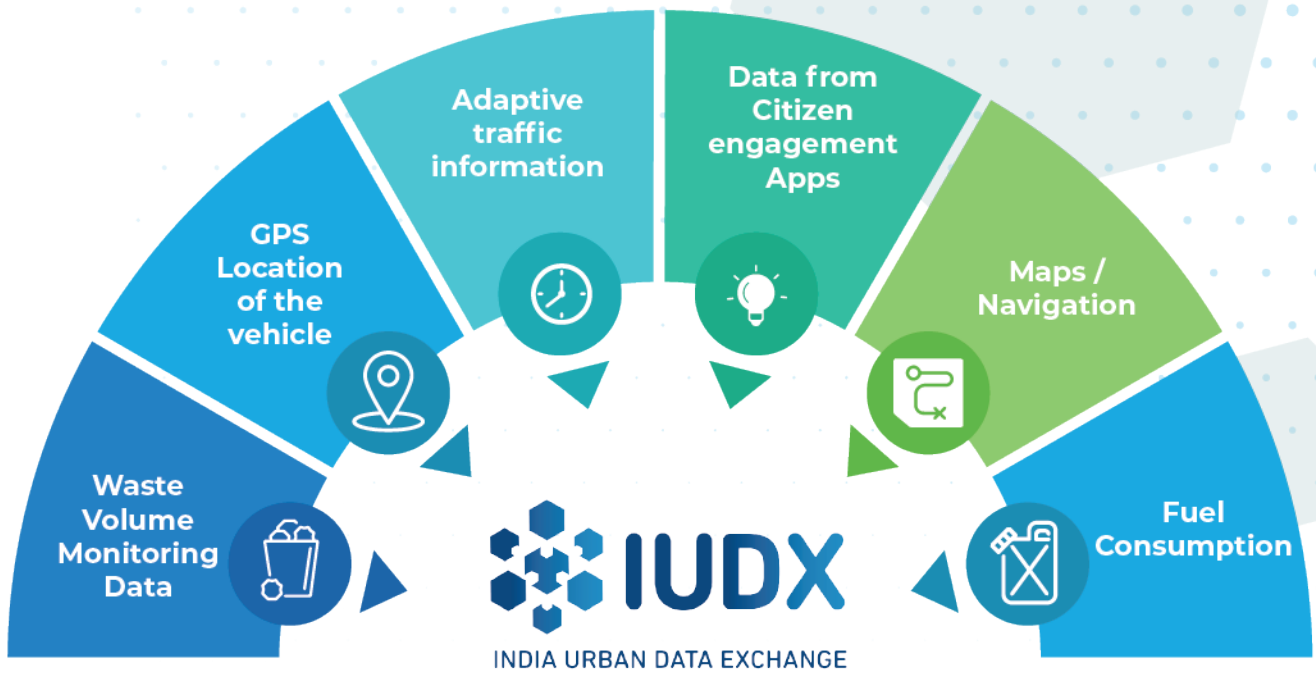 Waste
Volume
Monitoring
Data
GPS
Location
of the
vehicle
Adaptive
traffic
information
Data from
Citizen
engagement
Apps
Maps /
Navigation
Fuel
Consumption
IUDX
INDIA URBAN DATA EXCHANGE